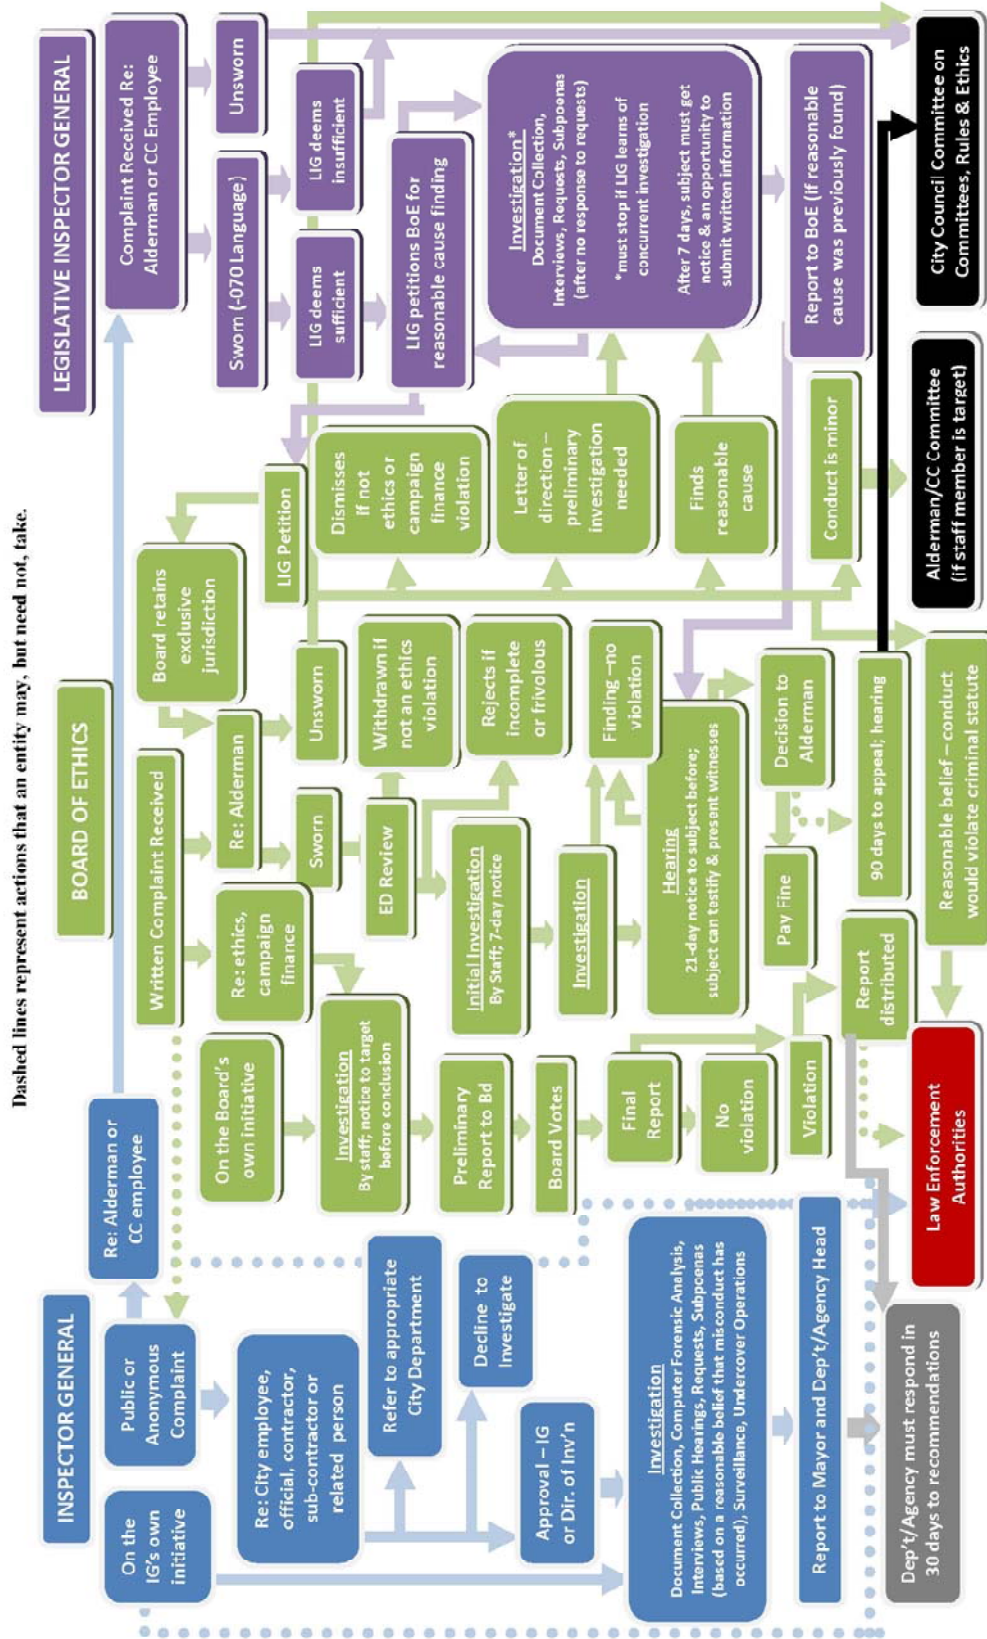 Dashed lines represent actions that an entity may, but need not, take.
INSPECTOR GENERAL
On the
IG's own
initiative
Public or
Anonymous
Complaint
Re: Alderman or
CC employee
Re: City employee,
official, contractor,
sub-contractor or
related person
Refer to appropriate
City Department
Decline to
Investigate
Approval – IG
or Dir. of Inv'n
Investigation
Document Collection, Computer Forensic Analysis,
Interviews, Public Hearings, Requests, Subpoenas
(based on a reasonable belief that misconduct has
occurred), Surveillance, Undercover Operations
Report to Mayor and Dep't/Agency Head
Dep't/Agency must respond in
30 days to recommendations
BOARD OF ETHICS
Written Complaint Received
Board retains
exclusive
jurisdiction
On the Board's
own initiative
Re: ethics,
campaign
finance
Re: Alderman
LIG Petition
Sworn
Unsworn
Investigation
By staff; notice to target
before conclusion
ED Review
Withdrawn if
not an ethics
violation
Dismisses
if not
ethics or
campaign
finance
violation
Preliminary
Report to Bd
Initial Investigation
By Staff; 7-day notice
Rejects if
incomplete
or frivolous
Letter of
direction –
preliminary
investigation
needed
Board Votes
Investigation
Finding – no
violation
Finds
reasonable
cause
Final
Report
No
violation
Hearing
21-day notice to subject before;
subject can testify & present witnesses
Violation
Pay Fine
Decision to
Alderman
Conduct is minor
Report
distributed
90 days to appeal; hearing
Reasonable belief – conduct
would violate criminal statute
Law Enforcement
Authorities
LEGISLATIVE INSPECTOR GENERAL
Complaint Received Re:
Alderman or CC Employee
Sworn (-070 Language)
Unsworn
LIG deems
sufficient
LIG deems
insufficient
LIG petitions BoE for
reasonable cause finding
Investigation*
Document Collection,
Interviews, Requests, Subpoenas
(after no response to requests)
*must stop if LIG learns of
concurrent investigation
After 7 days, subject must get
notice & an opportunity to
submit written information
Report to BoE (if reasonable
cause was previously found)
Alderman/CC Committee
(if staff member is target)
City Council Committee on
Committees, Rules & Ethics